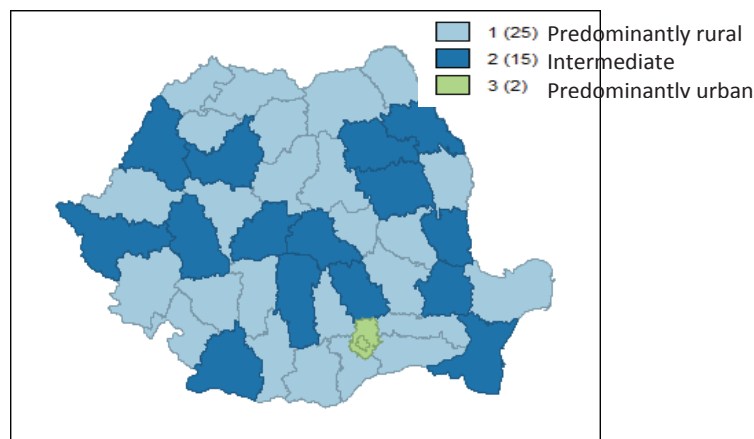 1 (25) Predominantly rural
2 (15) Intermediate
3 (2) Predominantly urban